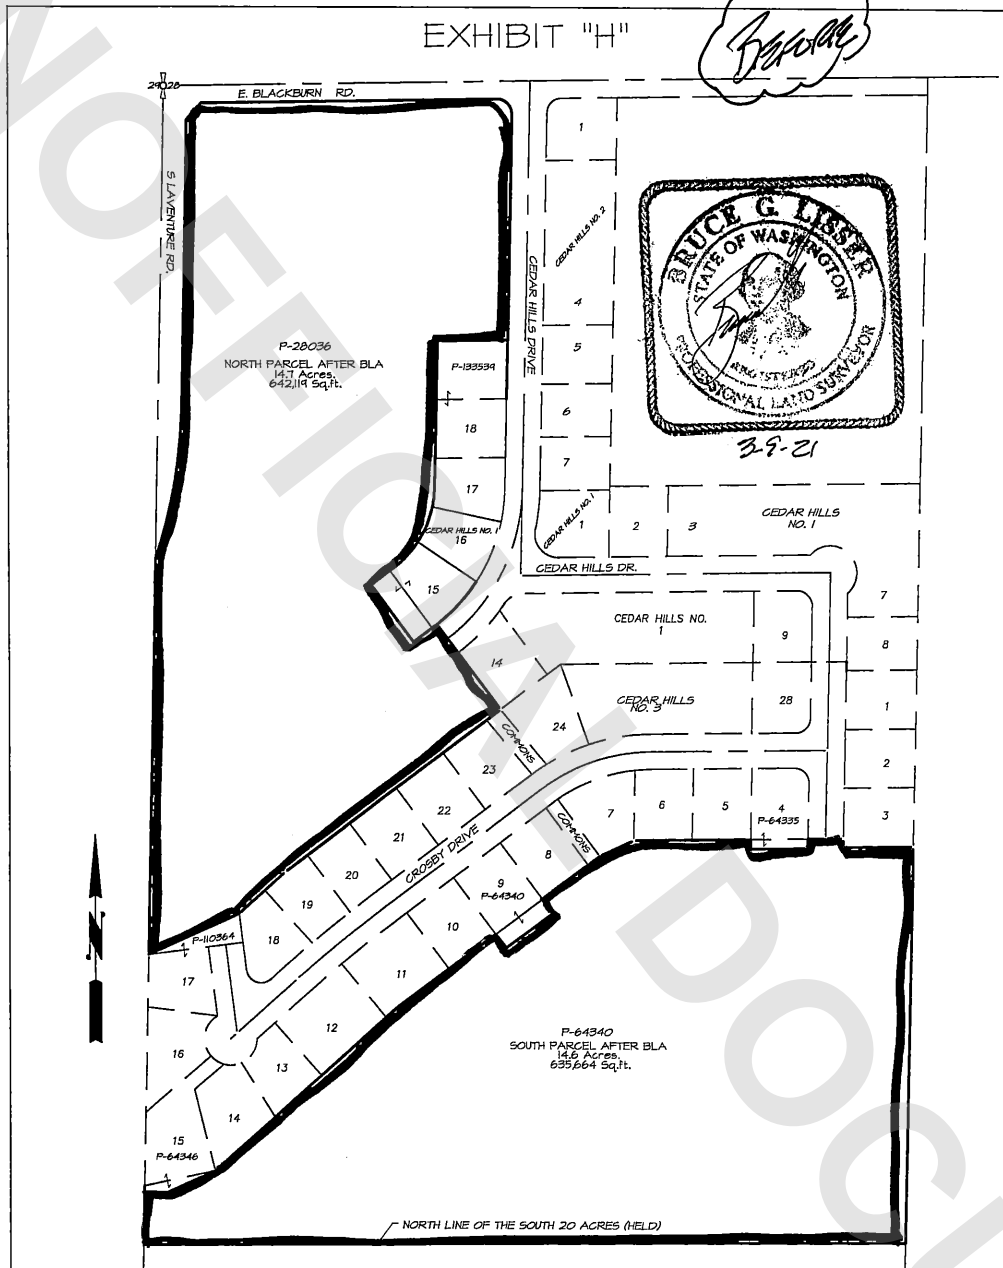 EXHIBIT "H"
BEFORE
29 28
E. BLACKBURN RD.
S LAVENTURE RD.
1
CEDAR HILLS NO. 2
4
5
6
7
CEDAR HILLS DRIVE
BRUCE G. LISSER
STATE OF WASHINGTON
REGISTERED
PROFESSIONAL LAND SURVEYOR
3-9-21
P-28036
NORTH PARCEL AFTER BLA
14.7 Acres.
642,119 Sq.ft.
P-133539
18
17
CEDAR HILLS NO. 1
16
15
CEDAR HILLS NO. 1
1
2
3
CEDAR HILLS
NO. 1
CEDAR HILLS DR.
CEDAR HILLS NO.
1
9
7
8
14
CEDAR HILLS
NO. 3
28
1
24
COMMONS
2
23
22
21
20
19
18
CROSBY DRIVE
COMMONS
7
6
5
4
P-64335
3
8
9
P-64340
10
11
12
13
14
P-110364
17
16
15
P-64346
N
P-64340
SOUTH PARCEL AFTER BLA
14.6 Acres.
635,664 Sq.ft.
NORTH LINE OF THE SOUTH 20 ACRES (HELD)
UNOFFICIAL DOCU